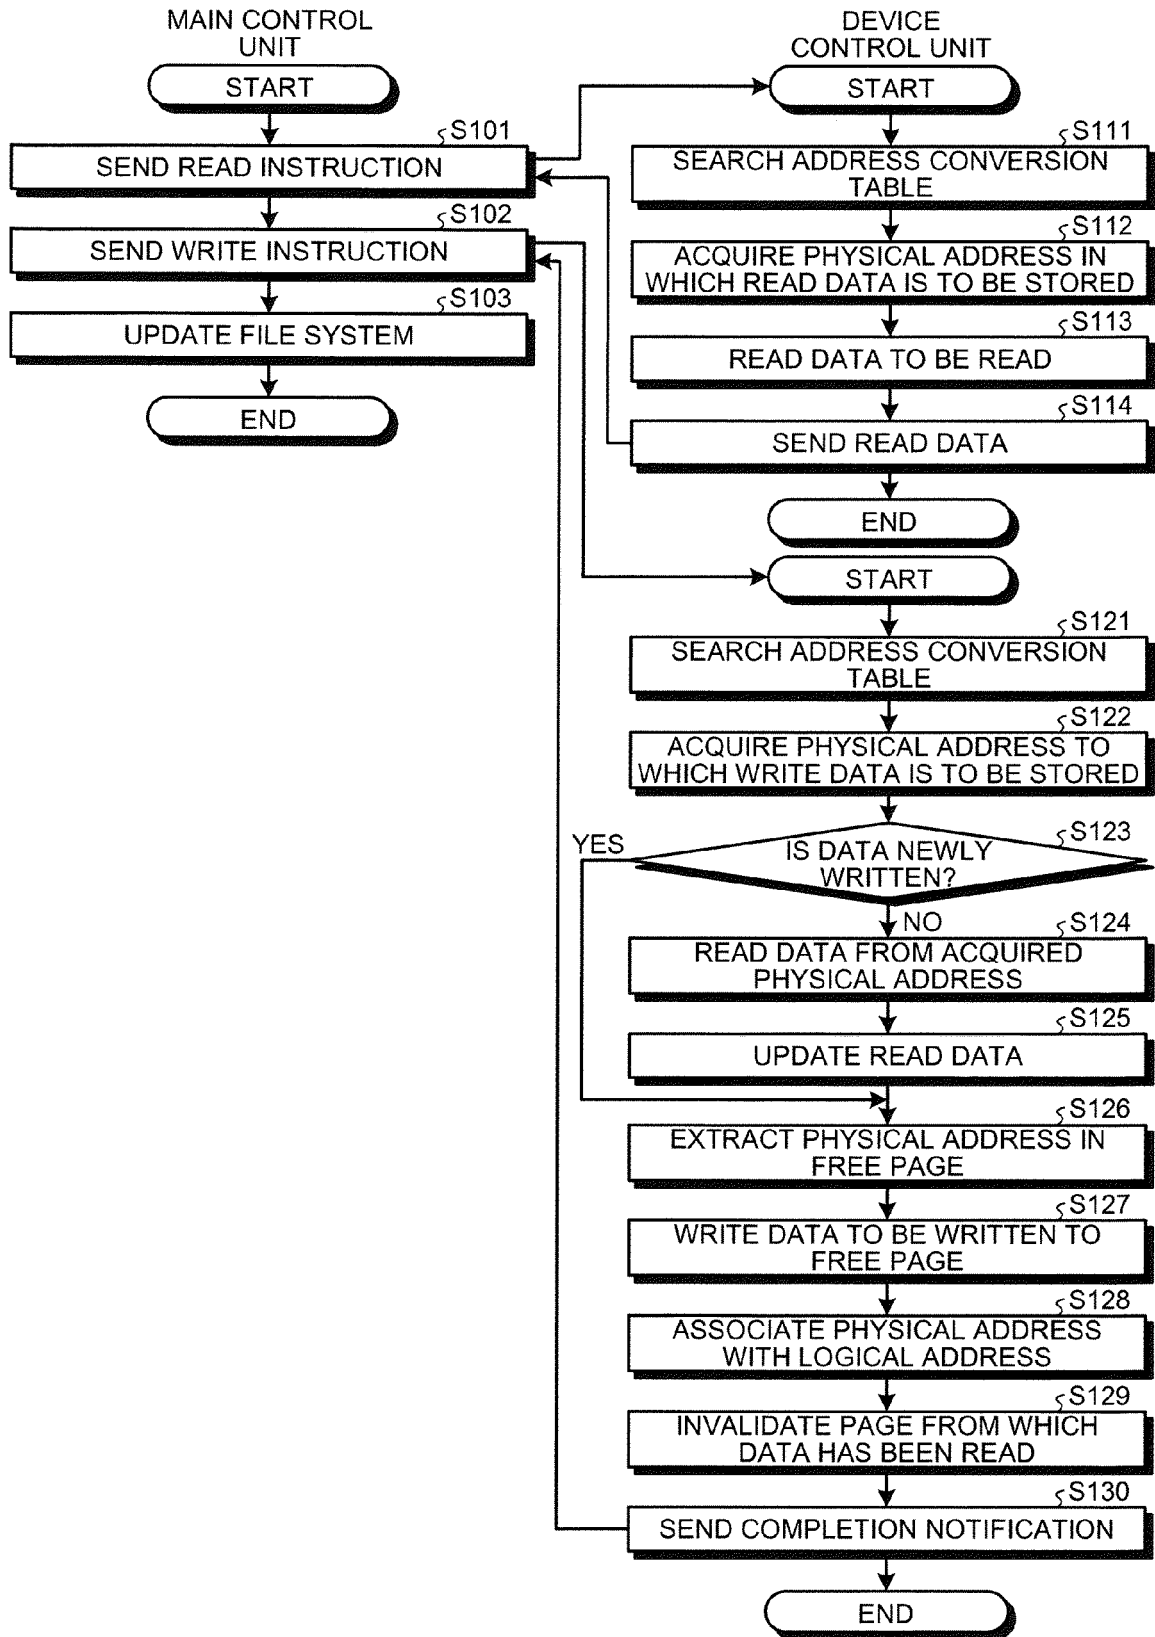 MAIN CONTROL
UNIT
START
S101
SEND READ INSTRUCTION
S102
SEND WRITE INSTRUCTION
S103
UPDATE FILE SYSTEM
END
DEVICE
CONTROL UNIT
START
S111
SEARCH ADDRESS CONVERSION
TABLE
S112
ACQUIRE PHYSICAL ADDRESS IN
WHICH READ DATA IS TO BE STORED
S113
READ DATA TO BE READ
S114
SEND READ DATA
END
START
S121
SEARCH ADDRESS CONVERSION
TABLE
S122
ACQUIRE PHYSICAL ADDRESS TO
WHICH WRITE DATA IS TO BE STORED
S123
YES
IS DATA NEWLY
WRITTEN?
NO
S124
READ DATA FROM ACQUIRED
PHYSICAL ADDRESS
S125
UPDATE READ DATA
S126
EXTRACT PHYSICAL ADDRESS IN
FREE PAGE
S127
WRITE DATA TO BE WRITTEN TO
FREE PAGE
S128
ASSOCIATE PHYSICAL ADDRESS
WITH LOGICAL ADDRESS
S129
INVALIDATE PAGE FROM WHICH
DATA HAS BEEN READ
S130
SEND COMPLETION NOTIFICATION
END